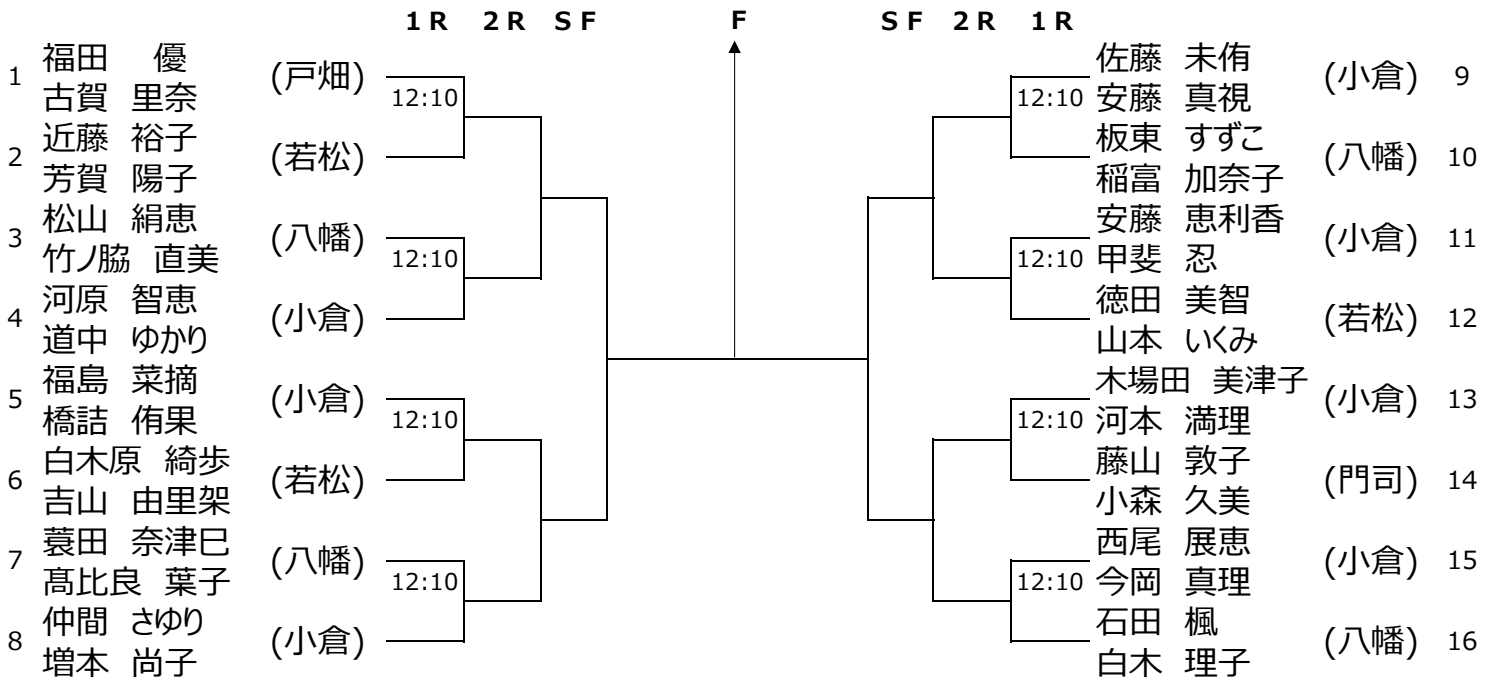 1R 2R SF F SF 2R 1R
1 福田 優 古賀 里奈 (戸畑)
2 近藤 裕子 芳賀 陽子 (若松)
12:10
3 松山 絹恵 竹ノ脇 直美 (八幡)
4 河原 智恵 道中 ゆかり (小倉)
12:10
5 福島 菜摘 橋詰 侑果 (小倉)
6 白木原 綺歩 吉山 由里架 (若松)
12:10
7 蓑田 奈津巳 髙比良 葉子 (八幡)
8 仲間 さゆり 増本 尚子 (小倉)
12:10
佐藤 未侑 安藤 真視 (小倉) 9
板東 すずこ 稲富 加奈子 (八幡) 10
12:10
安藤 恵利香 甲斐 忍 (小倉) 11
徳田 美智 山本 いくみ (若松) 12
12:10
木場田 美津子 河本 満理 (小倉) 13
藤山 敦子 小森 久美 (門司) 14
12:10
西尾 展恵 今岡 真理 (小倉) 15
石田 楓 白木 理子 (八幡) 16
12:10